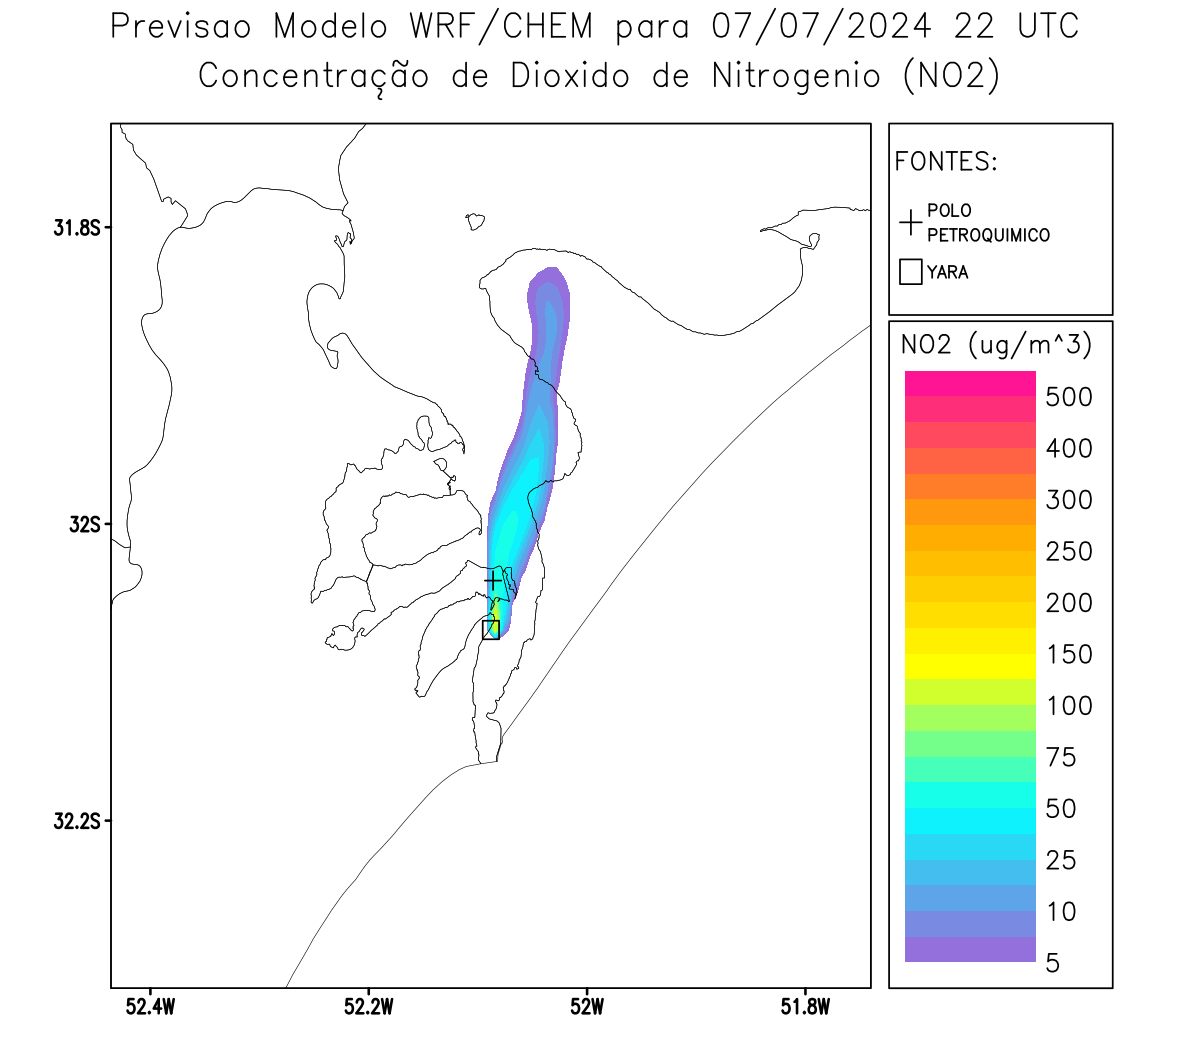 Previsao Modelo WRF/CHEM para 07/07/2024 22 UTC
Concentração de Dioxido de Nitrogenio (NO2)
FONTES:
POLO
PETROQUIMICO
YARA
NO2 (ug/m^3)
500
400
300
250
200
150
100
75
50
25
10
5
31.8S
32S
32.2S
52.4W
52.2W
52W
51.8W